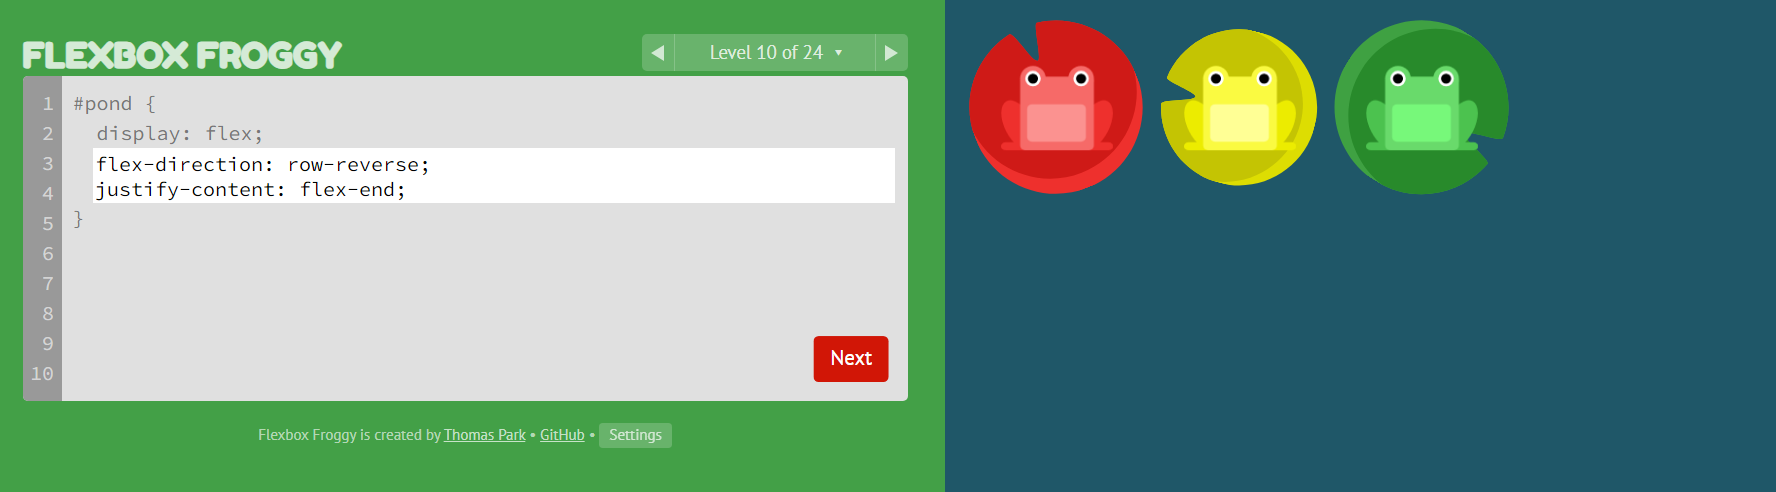 FLEXBOX FROGGY
◀ Level 10 of 24 ▾ ▶
1 #pond {
2 display: flex;
3 flex-direction: row-reverse;
4 justify-content: flex-end;
5 }
6
7
8
9
10
Next
Flexbox Froggy is created by Thomas Park • GitHub • Settings